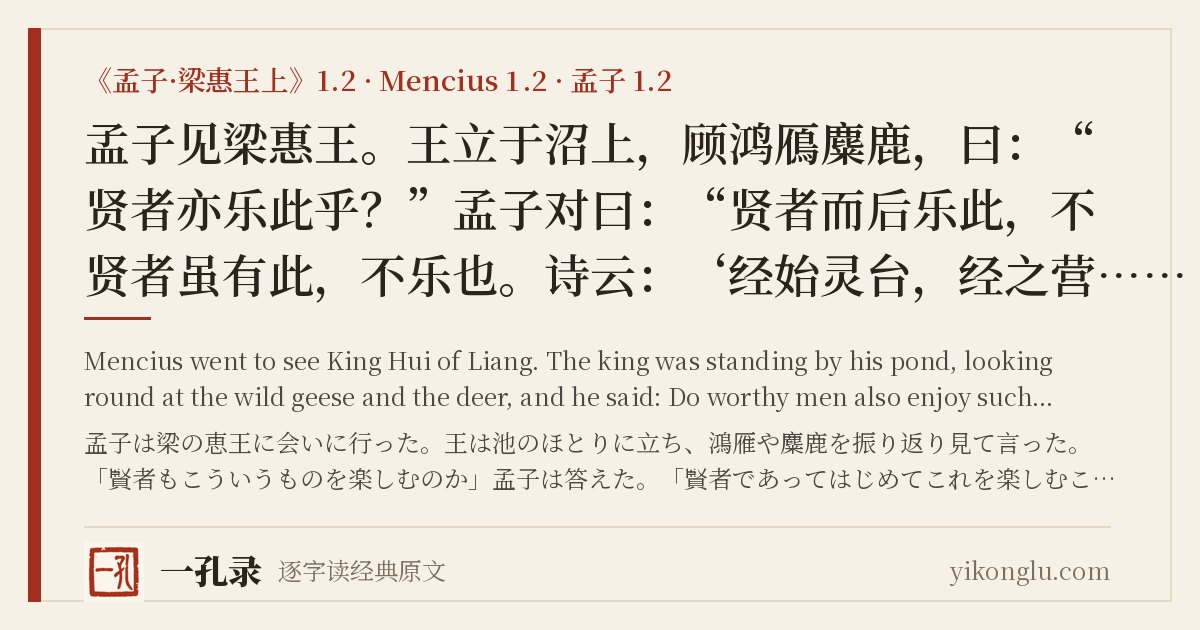 《孟子·梁惠王上》1.2 · Mencius 1.2 · 孟子 1.2
孟子见梁惠王。王立于沼上，顾鸿鴈麋鹿，曰：“
贤者亦乐此乎？”孟子对曰：“贤者而后乐此，不
贤者虽有此，不乐也。诗云：‘经始灵台，经之营……
Mencius went to see King Hui of Liang. The king was standing by his pond, looking
round at the wild geese and the deer, and he said: Do worthy men also enjoy such...
孟子は梁の恵王に会いに行った。王は池のほとりに立ち、鴻雁や麋鹿を振り返り見て言った。
「賢者もこういうものを楽しむのか」孟子は答えた。「賢者であってはじめてこれを楽しむこ…
一孔
一孔录 逐字读经典原文 yikonglu.com